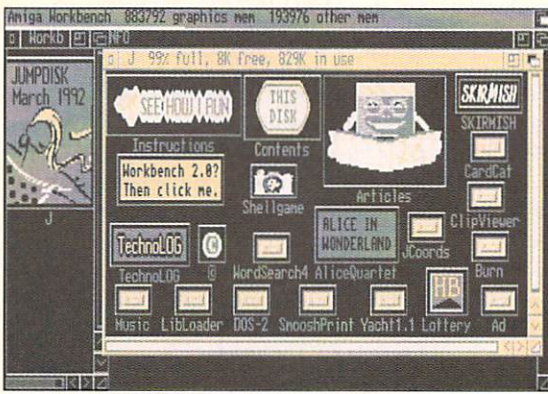 Amiga Workbench 883792 graphics mem 193976 other mem
Workb
NFO
J 99% full, 8K free, 829K in use
JUMPDISK
March 1992
J
SEE HOW I RUN
Instructions
THIS
DISK
Contents
Articles
SKIRMISH
SKIRMISH
CardCat
Workbench 2.0?
Then click me.
Shellgame
ClipViewer
ALICE IN
WONDERLAND
JCoords
TechnoLOG
TechnoLOG
©
©
WordSearch4
AliceQuartet
Burn
HB
Music
LibLoader
DOS-2
SmooshPrint
Yacht1.1
Lottery
Ad